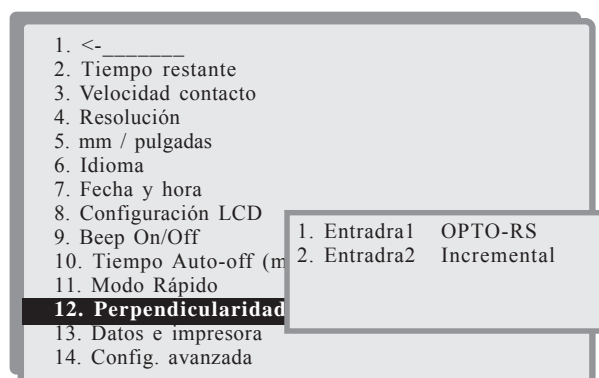 1. <-_______
2. Tiempo restante
3. Velocidad contacto
4. Resolución
5. mm / pulgadas
6. Idioma
7. Fecha y hora
8. Configuración LCD
9. Beep On/Off
10. Tiempo Auto-off (m
11. Modo Rápido
12. Perpendicularidad
13. Datos e impresora
14. Config. avanzada
1. Entradra1 OPTO-RS
2. Entradra2 Incremental